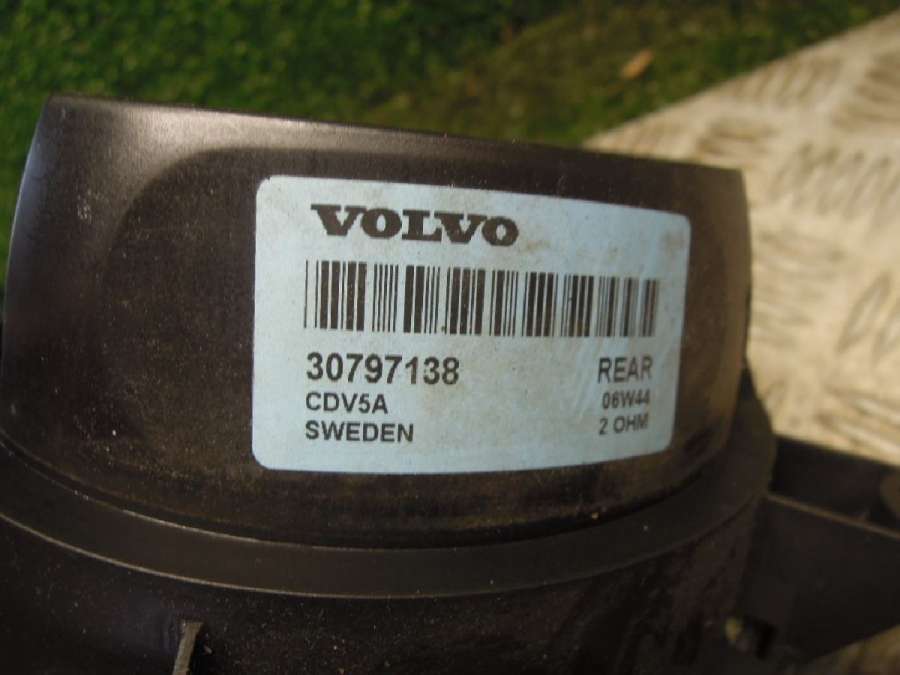 VOLVO
30797138 REAR
CDV5A 06W44
SWEDEN 2 OHM